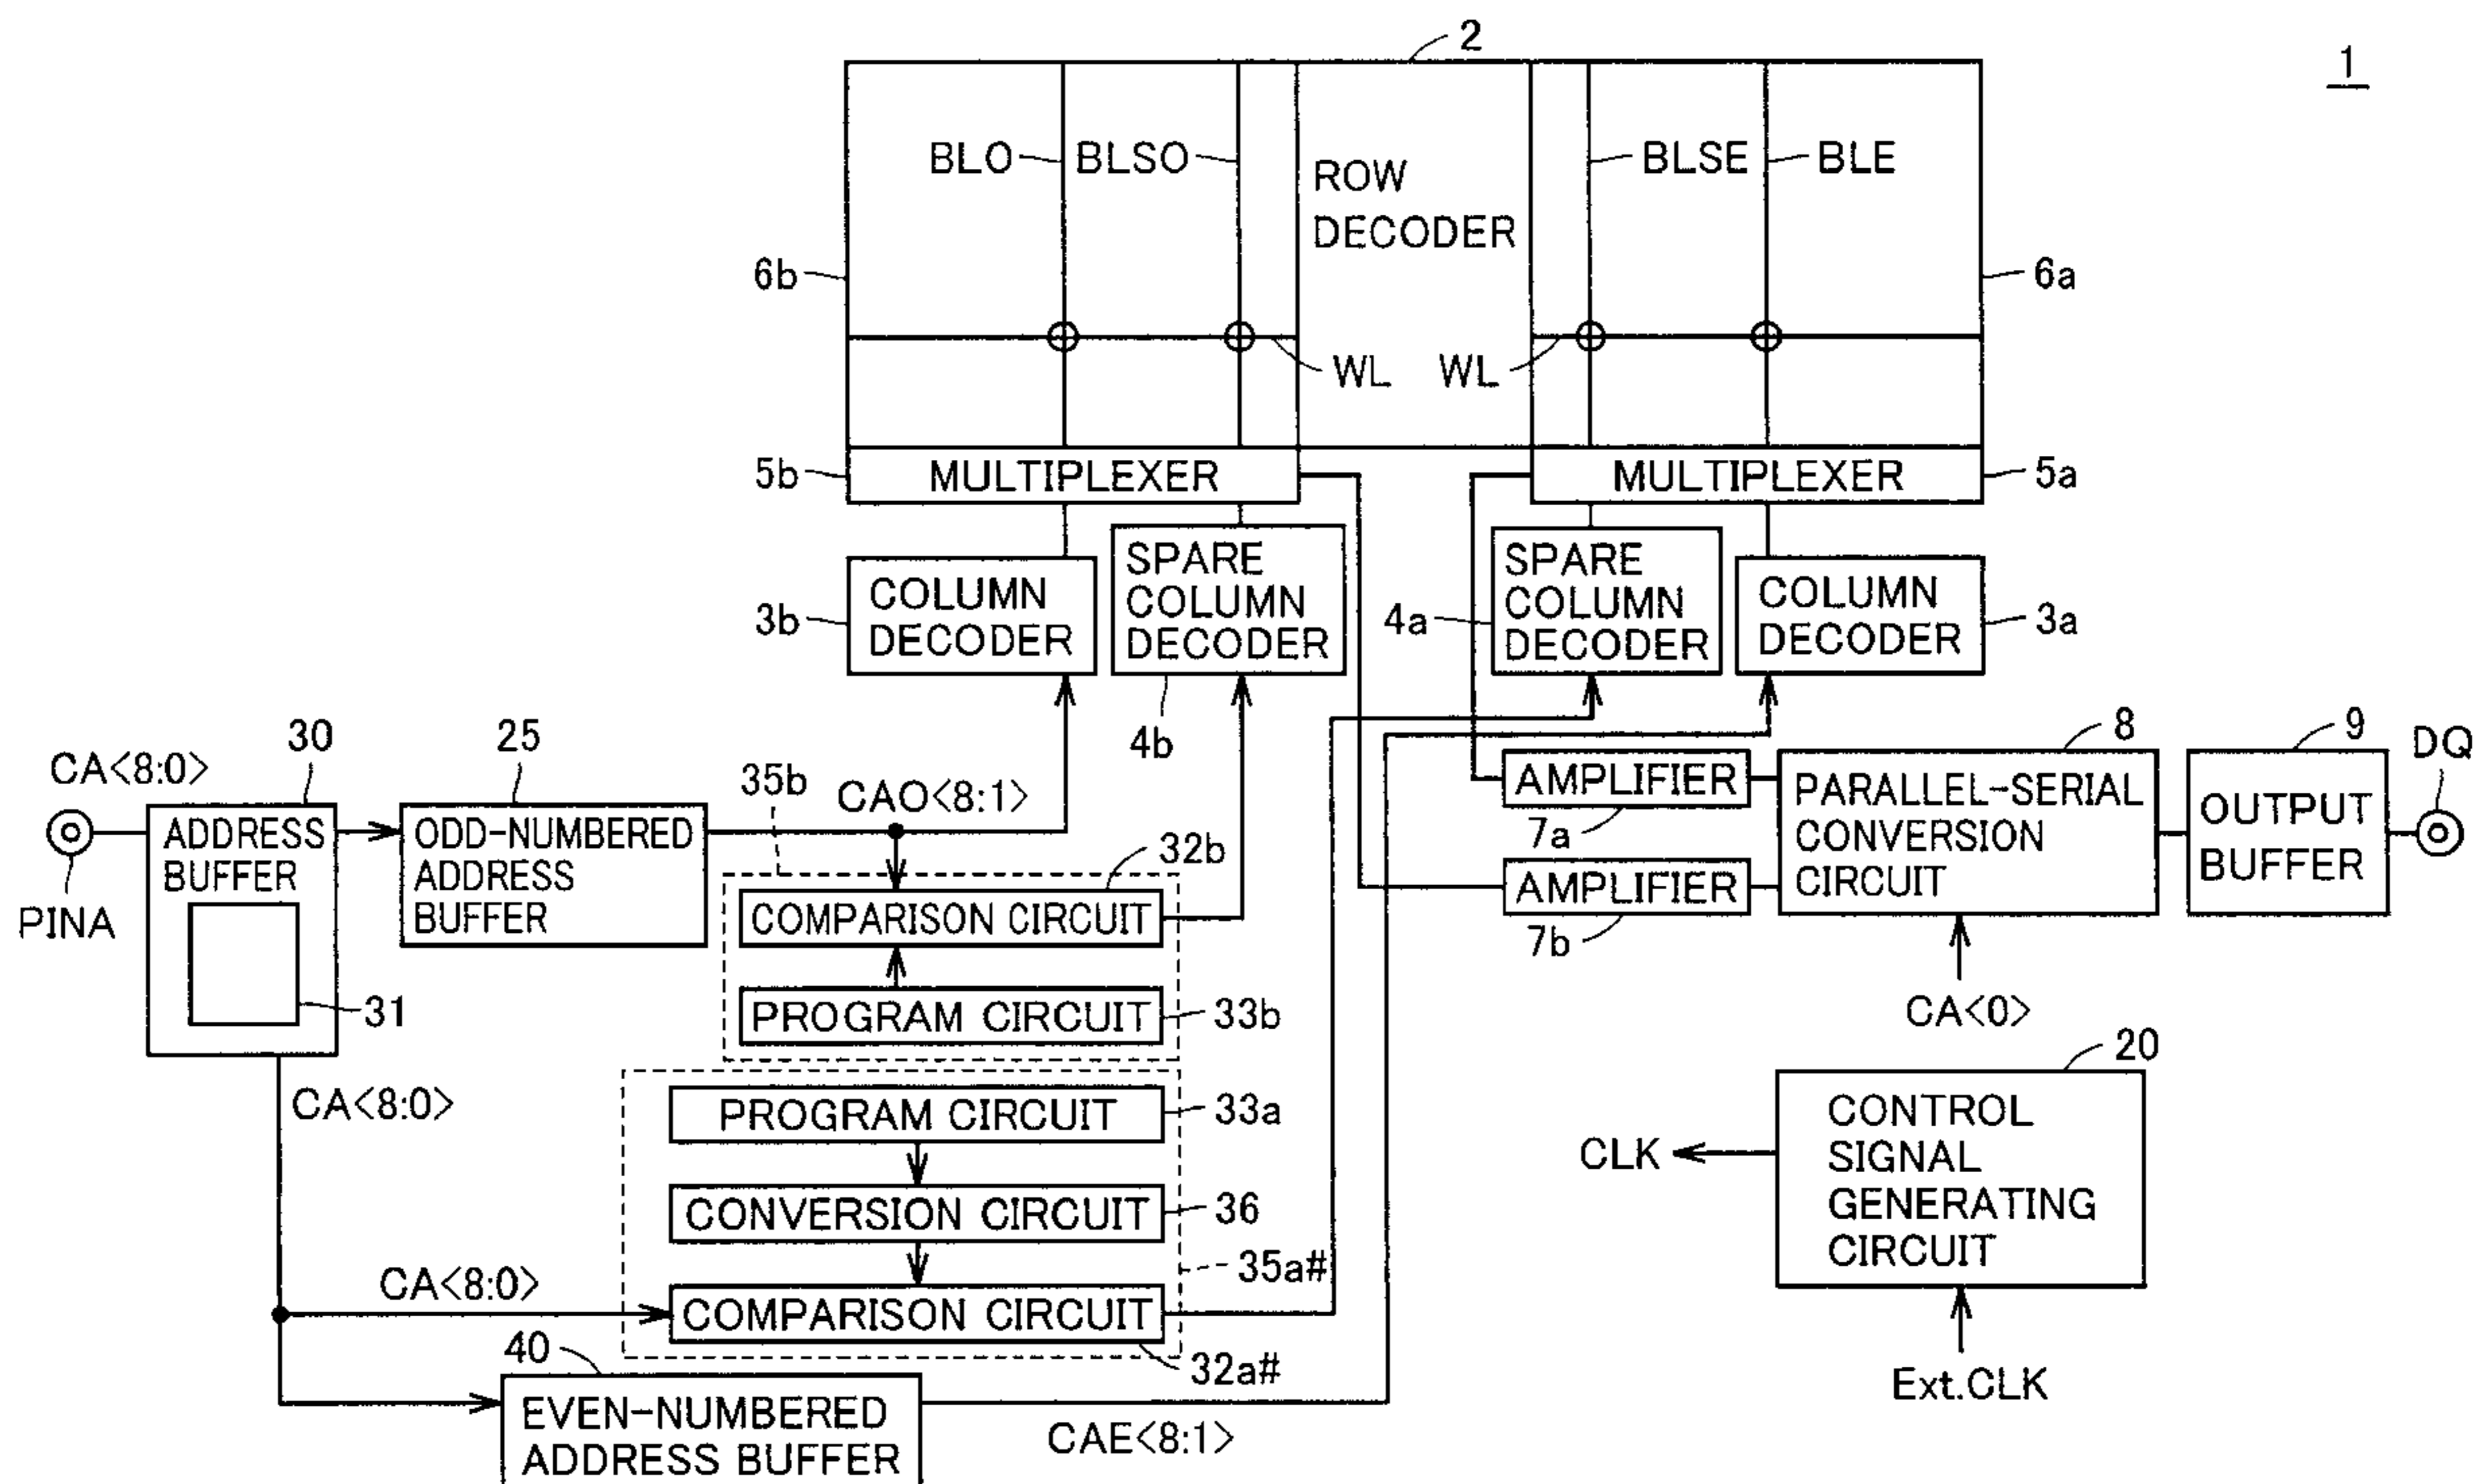 2
1
BLO
BLSO
ROW
DECODER
BLSE
BLE
6b
6a
WL
WL
5b
MULTIPLEXER
MULTIPLEXER
5a
3b
COLUMN
DECODER
SPARE
COLUMN
DECODER
4b
4a
SPARE
COLUMN
DECODER
COLUMN
DECODER
3a
CA<8:0>
PINA
30
ADDRESS
BUFFER
31
25
ODD-NUMBERED
ADDRESS
BUFFER
35b
CAO<8:1>
32b
COMPARISON CIRCUIT
PROGRAM CIRCUIT
33b
AMPLIFIER
7a
AMPLIFIER
7b
8
PARALLEL-SERIAL
CONVERSION
CIRCUIT
CA<0>
9
OUTPUT
BUFFER
DQ
CA<8:0>
PROGRAM CIRCUIT
33a
CONVERSION CIRCUIT
36
35a#
CA<8:0>
COMPARISON CIRCUIT
32a#
40
EVEN-NUMBERED
ADDRESS BUFFER
CAE<8:1>
20
CONTROL
SIGNAL
GENERATING
CIRCUIT
CLK
Ext.CLK